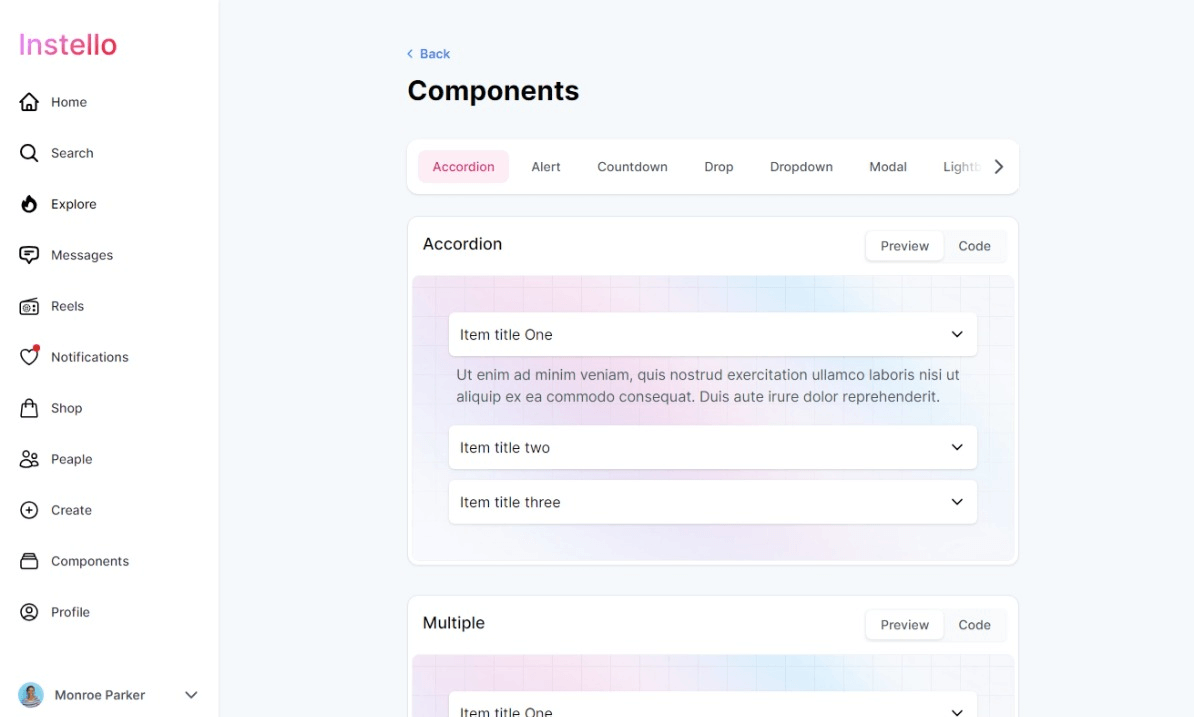 Instello
Home
Search
Explore
Messages
Reels
Notifications
Shop
Peaple
Create
Components
Profile
Monroe Parker
Back
Components
Accordion Alert Countdown Drop Dropdown Modal
Accordion
Preview Code
Item title One
Ut enim ad minim veniam, quis nostrud exercitation ullamco laboris nisi ut
aliquip ex ea commodo consequat. Duis aute irure dolor reprehenderit.
Item title two
Item title three
Multiple
Preview Code
Item title One